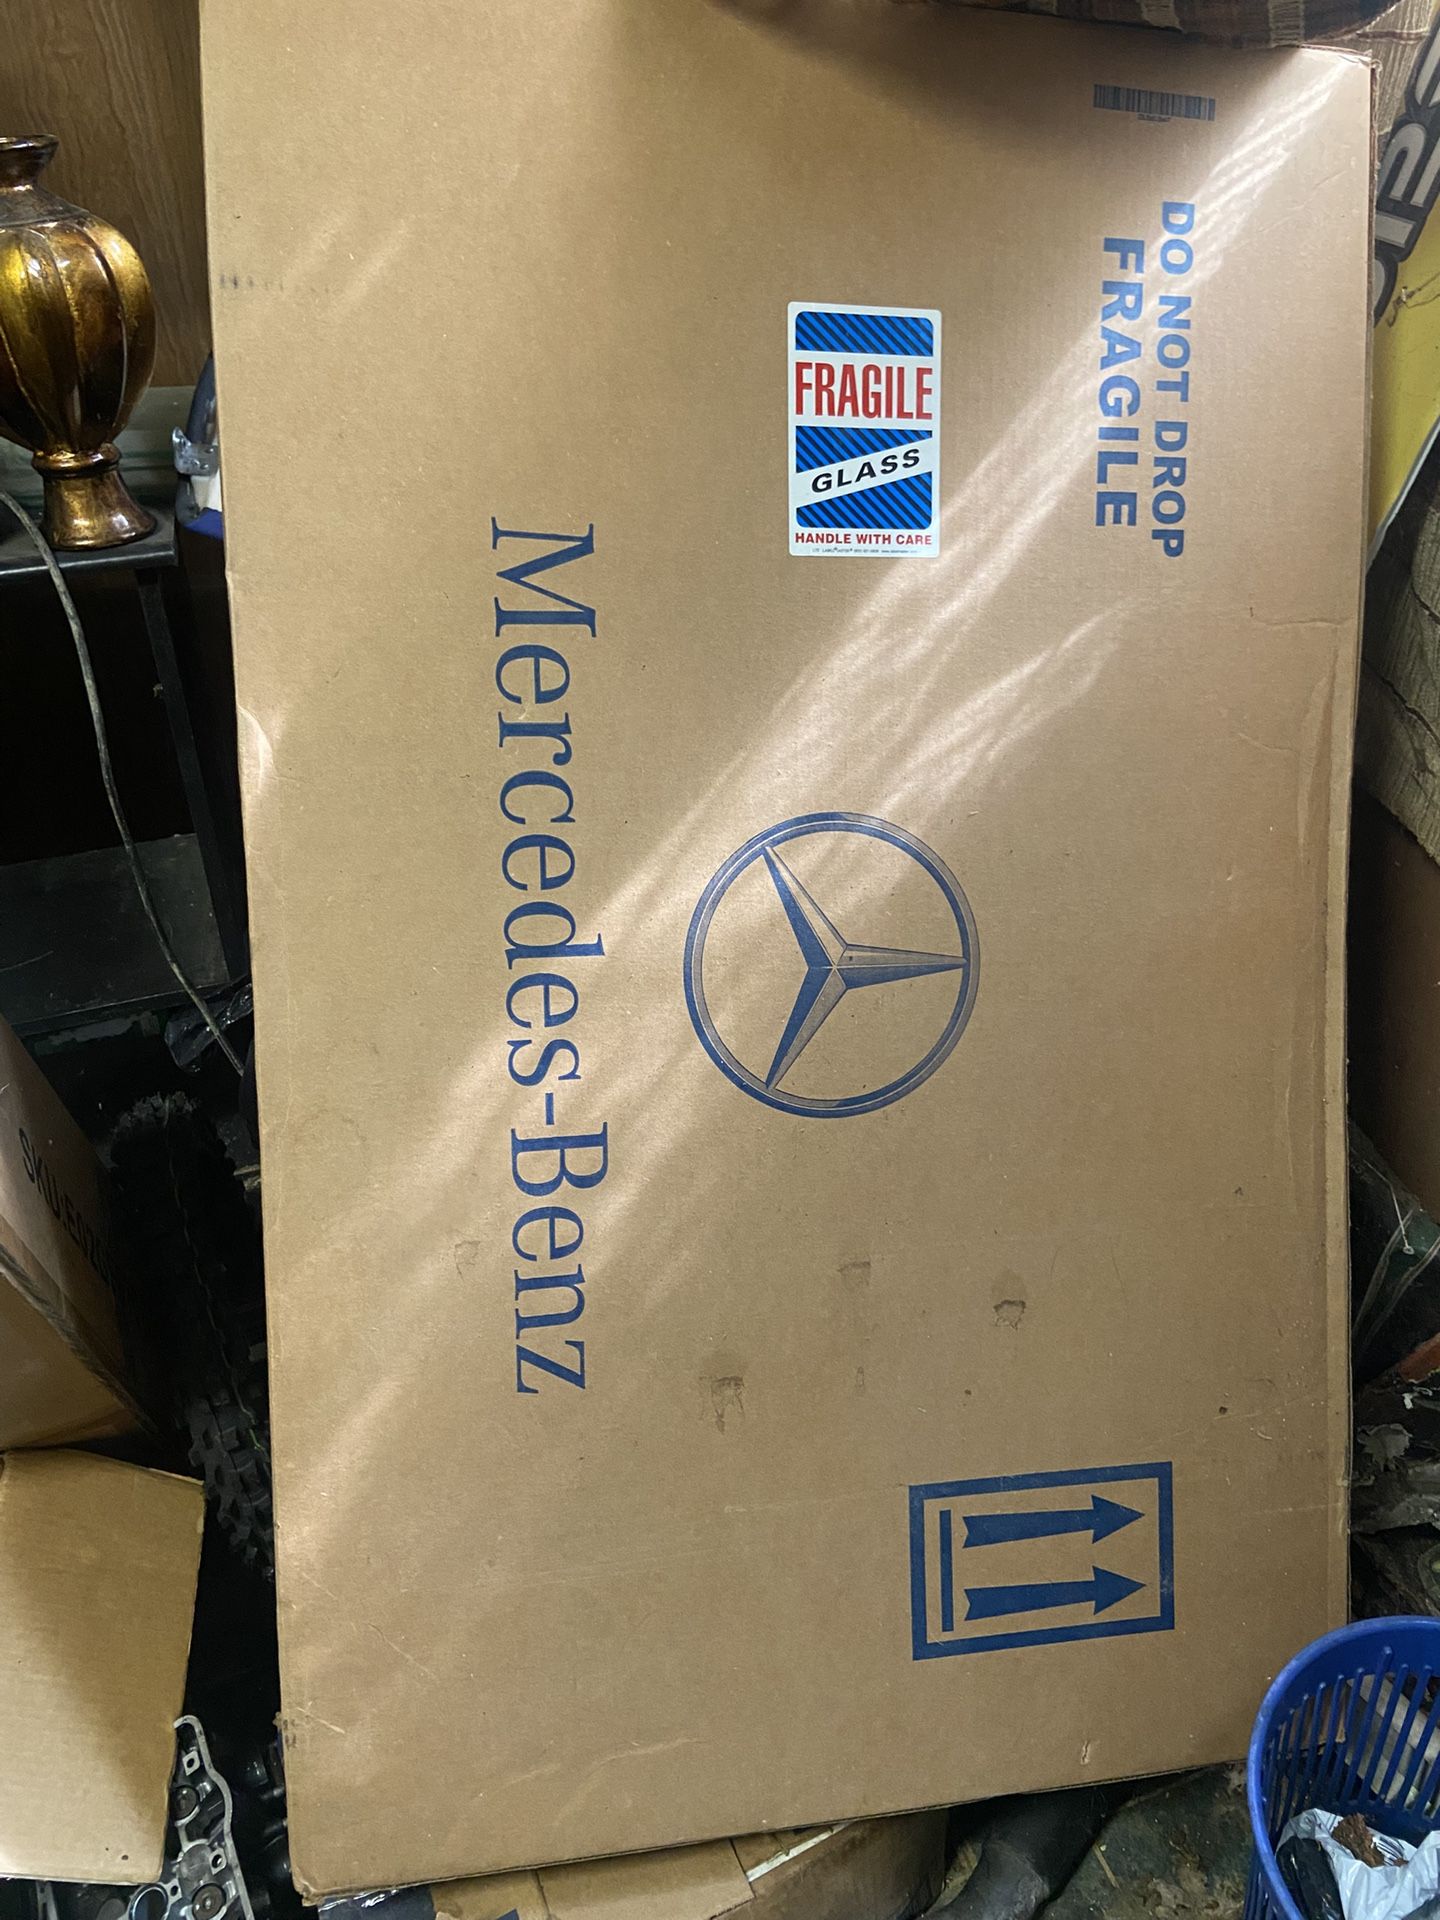 DO NOT DROP
FRAGILE
FRAGILE
GLASS
HANDLE WITH CARE
Mercedes-Benz